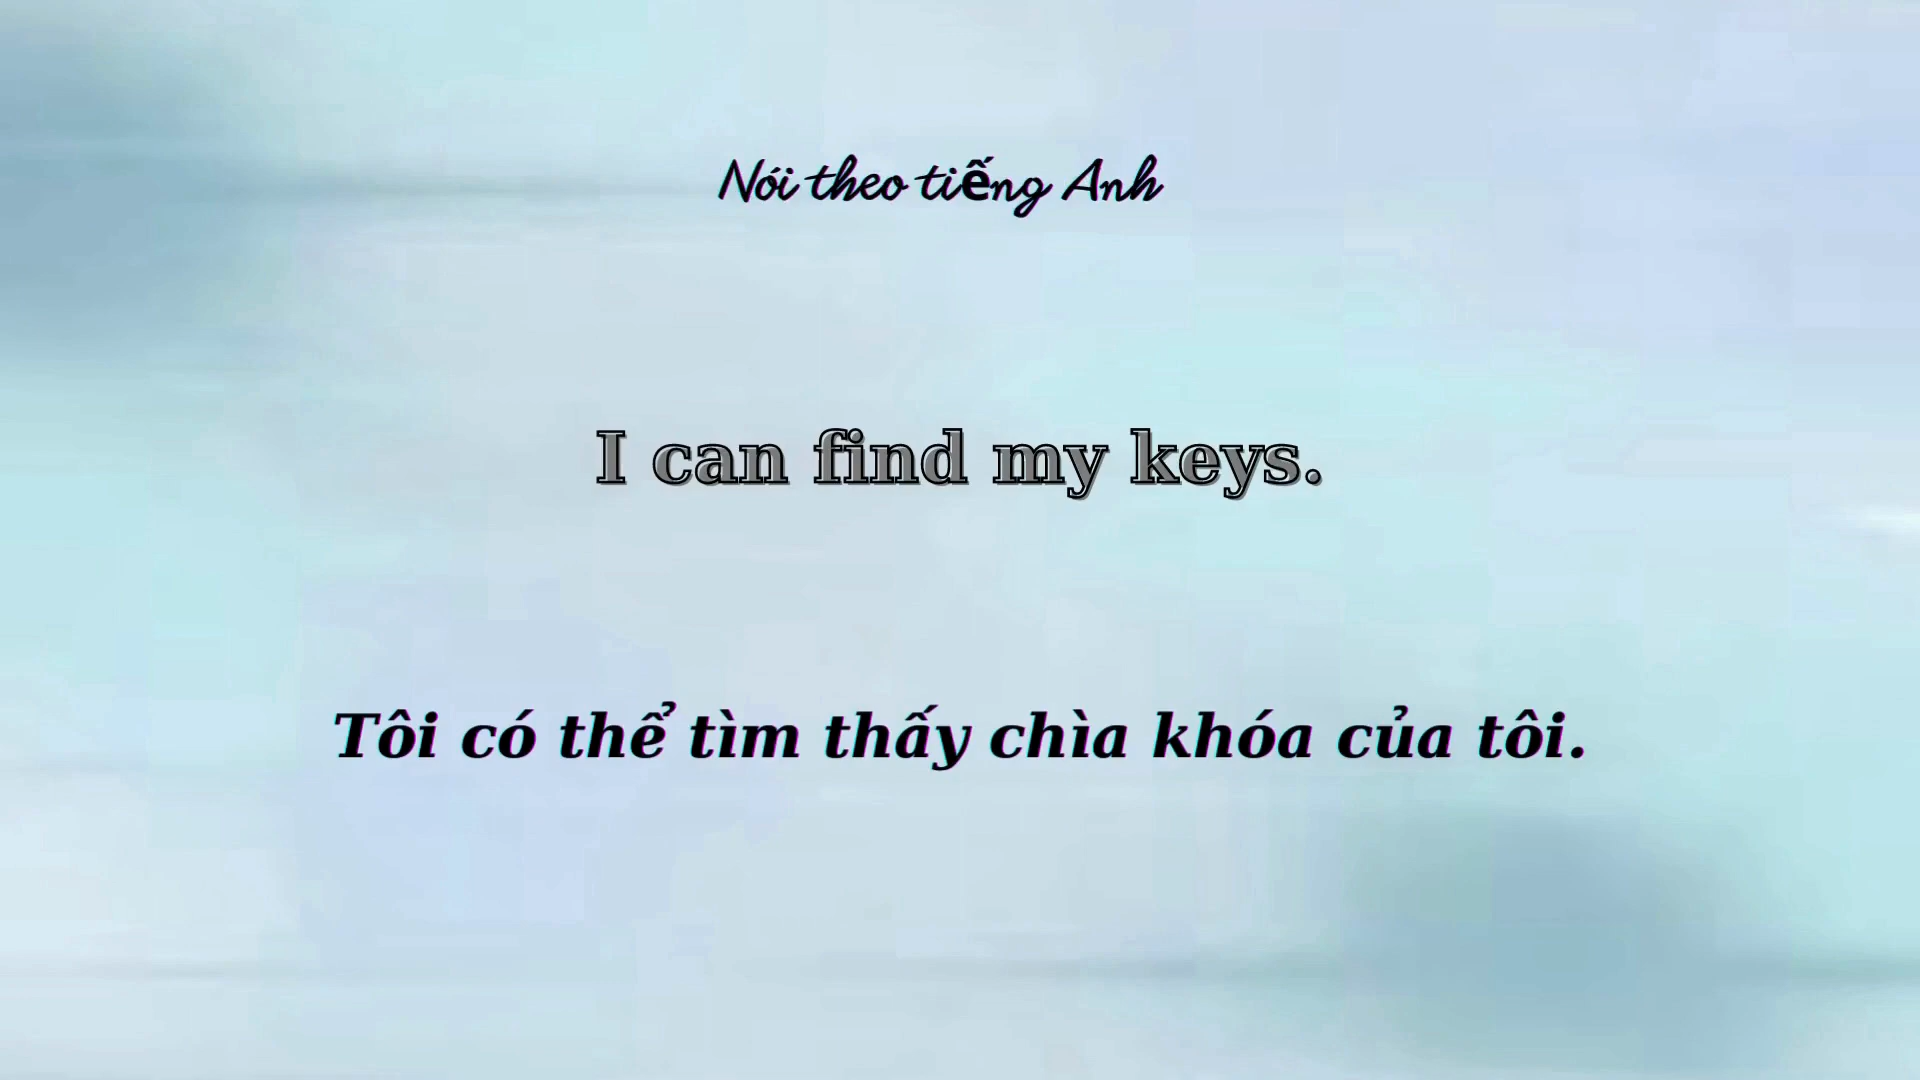 Nói theo tiếng Anh
I can find my keys.
Tôi có thể tìm thấy chìa khóa của tôi.